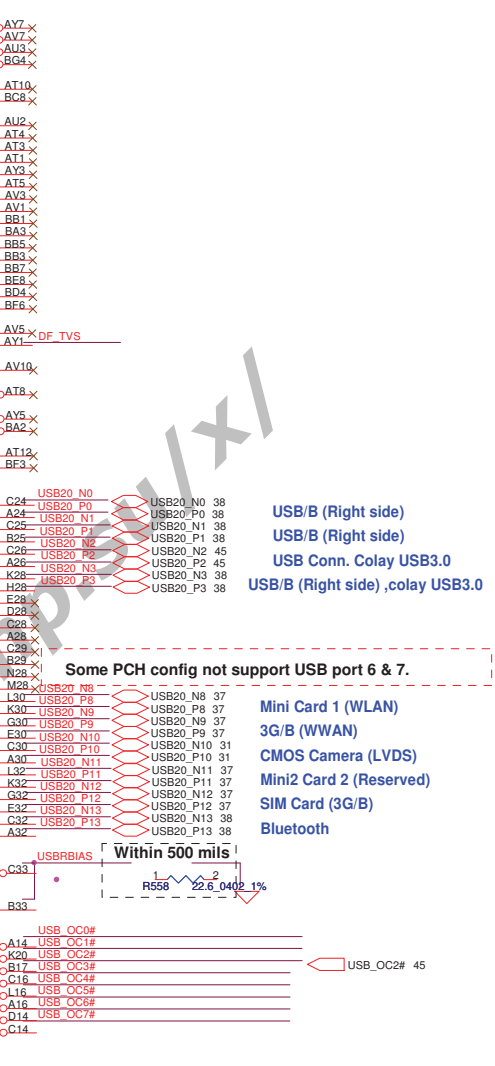 AY7
AV7
AU3
BG4
AT10
BC8
AU2
AT4
AT3
AT1
AY3
AT5
AV3
AV1
BB1
BA3
BB5
BB3
BB7
BE8
BD4
BF6
AV5
AY1 DF_TVS
AV10
AT8
AY5
BA2
AT12
BF3
C24 USB20_N0 USB20_N0 38
A24 USB20_P0 USB20_P0 38 USB/B (Right side)
C25 USB20_N1 USB20_N1 38
B25 USB20_P1 USB20_P1 38 USB/B (Right side)
C26 USB20_N2 USB20_N2 45
A26 USB20_P2 USB20_P2 45 USB Conn. Colay USB3.0
K28 USB20_N3 USB20_N3 38
H28 USB20_P3 USB20_P3 38 USB/B (Right side) ,colay USB3.0
E28
D28
C28
A28
C29
B29
N28 Some PCH config not support USB port 6 & 7.
M28
L30 USB20_N8 USB20_N8 37
K30 USB20_P8 USB20_P8 37 Mini Card 1 (WLAN)
G30 USB20_N9 USB20_N9 37
E30 USB20_P9 USB20_P9 37 3G/B (WWAN)
C30 USB20_N10 USB20_N10 31
A30 USB20_P10 USB20_P10 31 CMOS Camera (LVDS)
L32 USB20_N11 USB20_N11 37
K32 USB20_P11 USB20_P11 37 Mini2 Card 2 (Reserved)
G32 USB20_N12 USB20_N12 37
E32 USB20_P12 USB20_P12 37 SIM Card (3G/B)
C32 USB20_N13 USB20_N13 38
A32 USB20_P13 USB20_P13 38 Bluetooth
C33 USBRBIAS Within 500 mils
1 2
R558 22.6_0402_1%
B33
USB_OC0#
A14 USB_OC1#
K20 USB_OC2#
B17 USB_OC3# USB_OC2# 45
C16 USB_OC4#
L16 USB_OC5#
A16 USB_OC6#
D14 USB_OC7#
C14
p.su/x/